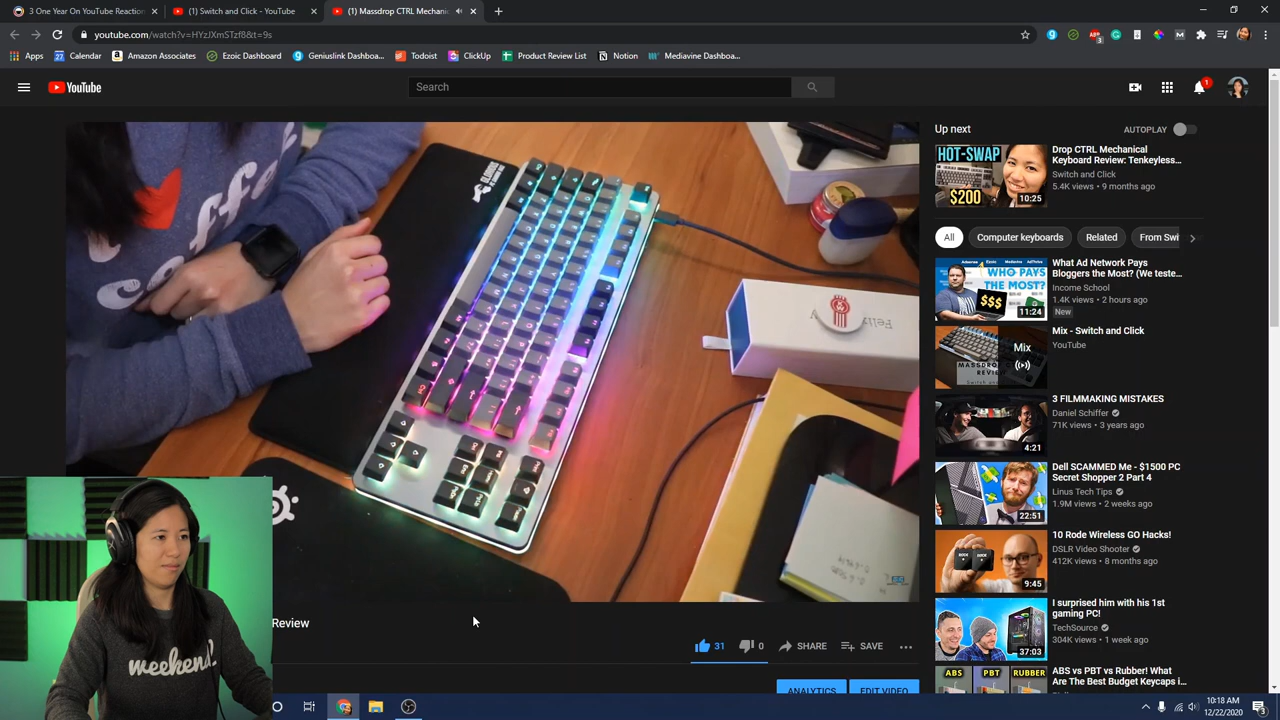 3 One Year On YouTube Reaction
(1) Switch and Click - YouTube
(1) Massdrop CTRL Mechanic
youtube.com/watch?v=HYzJXmSTzf8&t=9s
Apps
27 Calendar
Amazon Associates
Ezoic Dashboard
Geniuslink Dashboa...
Todoist
ClickUp
Product Review List
Notion
Mediavine Dashboa...
YouTube
Search
1
Up next
AUTOPLAY
HOT-SWAP
$200
10:25
Drop CTRL Mechanical
Keyboard Review: Tenkeyless...
Switch and Click
5.4K views • 9 months ago
All
Computer keyboards
Related
From Swi
WHO PAYS
THE MOST?
$$$
11:24
What Ad Network Pays
Bloggers the Most? (We teste...
Income School
1.4K views • 2 hours ago
New
Mix
Mix - Switch and Click
YouTube
4:21
3 FILMMAKING MISTAKES
Daniel Schiffer
71K views • 3 years ago
22:51
Dell SCAMMED Me - $1500 PC
Secret Shopper 2 Part 4
Linus Tech Tips
1.9M views • 2 weeks ago
9:45
10 Rode Wireless GO Hacks!
DSLR Video Shooter
412K views • 8 months ago
37:03
I surprised him with his 1st
gaming PC!
TechSource
304K views • 1 week ago
ABS
PBT
RUBBER
ABS vs PBT vs Rubber! What
Are The Best Budget Keycaps i...
GLORIOUS
weekend!
Review
31
0
SHARE
SAVE
ANALYTICS
EDIT VIDEO
10:18 AM
12/22/2020
3